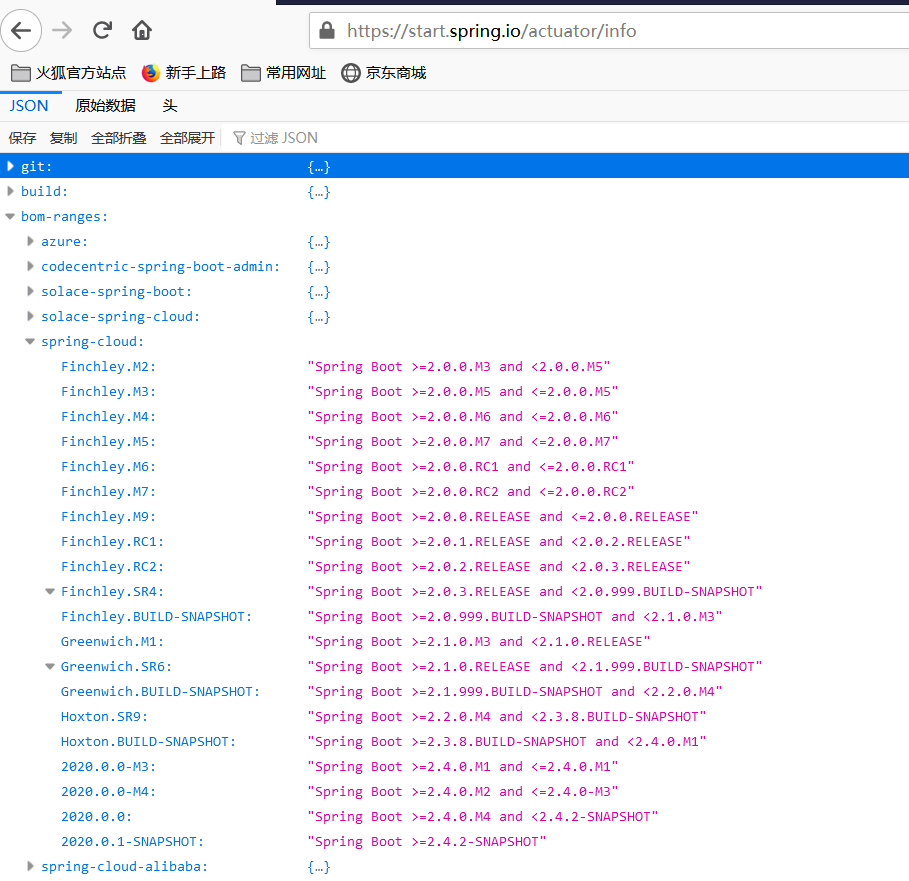 https://start.spring.io/actuator/info
火狐官方站点 新手上路 常用网址 京东商城
JSON 原始数据 头
保存 复制 全部折叠 全部展开 过滤 JSON
git: {…}
build: {…}
bom-ranges:
azure: {…}
codecentric-spring-boot-admin: {…}
solace-spring-boot: {…}
solace-spring-cloud: {…}
spring-cloud:
Finchley.M2: "Spring Boot >=2.0.0.M3 and <2.0.0.M5"
Finchley.M3: "Spring Boot >=2.0.0.M5 and <=2.0.0.M5"
Finchley.M4: "Spring Boot >=2.0.0.M6 and <=2.0.0.M6"
Finchley.M5: "Spring Boot >=2.0.0.M7 and <=2.0.0.M7"
Finchley.M6: "Spring Boot >=2.0.0.RC1 and <=2.0.0.RC1"
Finchley.M7: "Spring Boot >=2.0.0.RC2 and <=2.0.0.RC2"
Finchley.M9: "Spring Boot >=2.0.0.RELEASE and <=2.0.0.RELEASE"
Finchley.RC1: "Spring Boot >=2.0.1.RELEASE and <2.0.2.RELEASE"
Finchley.RC2: "Spring Boot >=2.0.2.RELEASE and <2.0.3.RELEASE"
Finchley.SR4: "Spring Boot >=2.0.3.RELEASE and <2.0.999.BUILD-SNAPSHOT"
Finchley.BUILD-SNAPSHOT: "Spring Boot >=2.0.999.BUILD-SNAPSHOT and <2.1.0.M3"
Greenwich.M1: "Spring Boot >=2.1.0.M3 and <2.1.0.RELEASE"
Greenwich.SR6: "Spring Boot >=2.1.0.RELEASE and <2.1.999.BUILD-SNAPSHOT"
Greenwich.BUILD-SNAPSHOT: "Spring Boot >=2.1.999.BUILD-SNAPSHOT and <2.2.0.M4"
Hoxton.SR9: "Spring Boot >=2.2.0.M4 and <2.3.8.BUILD-SNAPSHOT"
Hoxton.BUILD-SNAPSHOT: "Spring Boot >=2.3.8.BUILD-SNAPSHOT and <2.4.0.M1"
2020.0.0-M3: "Spring Boot >=2.4.0.M1 and <=2.4.0.M1"
2020.0.0-M4: "Spring Boot >=2.4.0.M2 and <=2.4.0-M3"
2020.0.0: "Spring Boot >=2.4.0.M4 and <2.4.2-SNAPSHOT"
2020.0.1-SNAPSHOT: "Spring Boot >=2.4.2-SNAPSHOT"
spring-cloud-alibaba: {…}